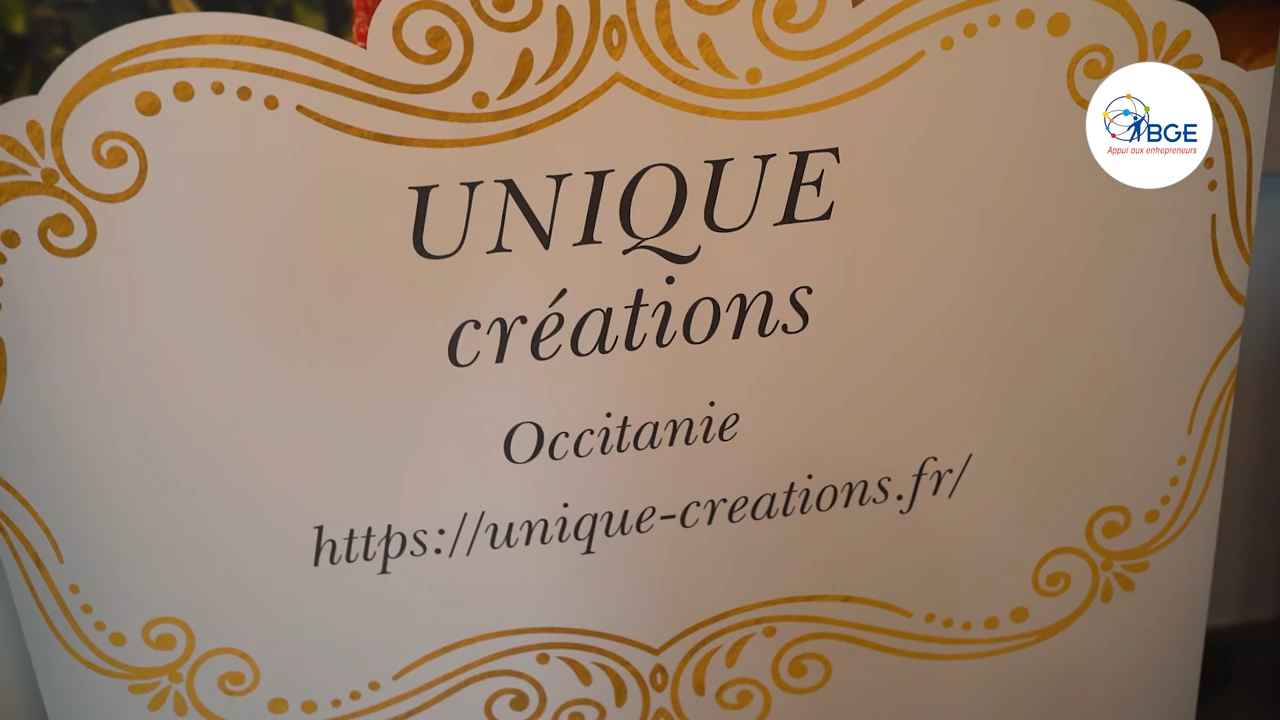 BGE
Appui aux entrepreneurs
UNIQUE
créations
Occitanie
https://unique-creations.fr/